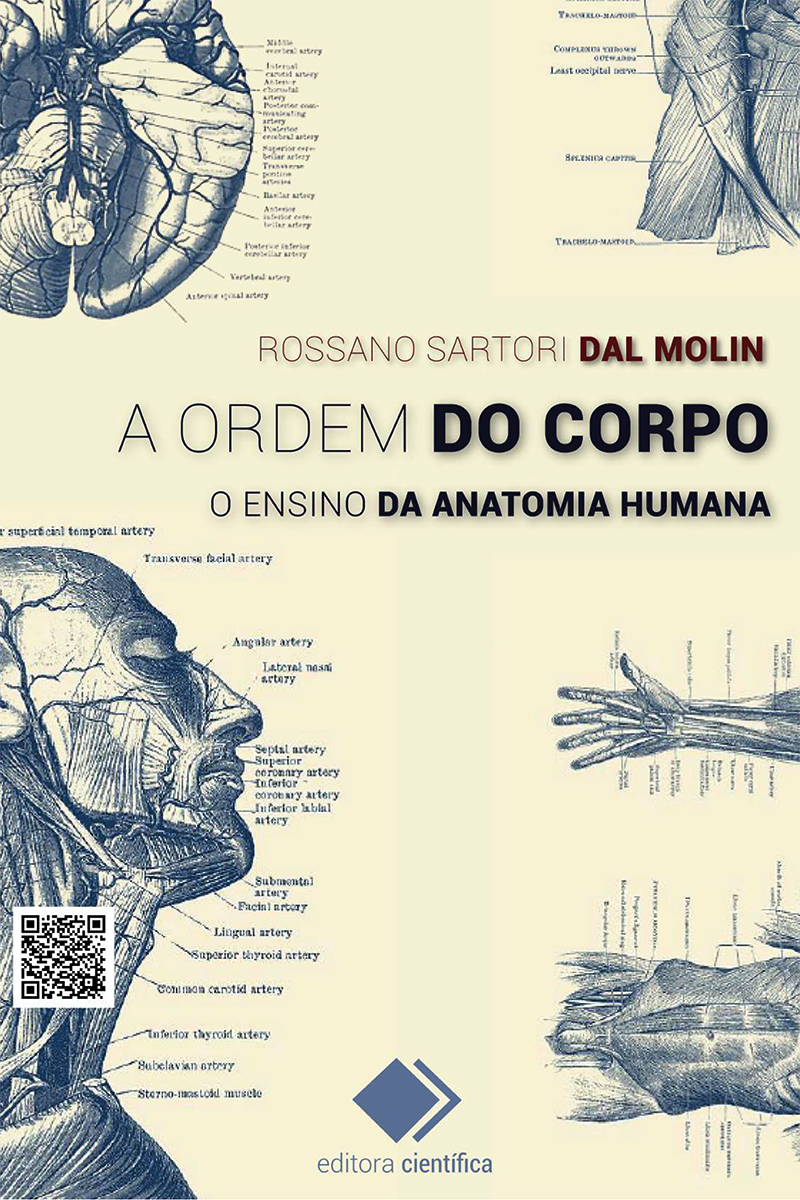 Middle
cerebral artery
Internal
carotid artery
Anterior
choroidal
artery
Posterior com-
municating
artery
Posterior
cerebral artery
Superior cere-
bellar artery
Transverse
pontine
arteries
Basilar artery
Anterior
inferior cere-
bellar artery
Posterior inferior
cerebellar artery
Vertebral artery
Anterior spinal artery
TRACHELO-MASTOID
COMPLEXUS THROWN
OUTWARDS
Least occipital nerve
SPLENIUS CAPITIS
TRACHELO-MASTOID
ROSSANO SARTORI DAL MOLIN
A ORDEM DO CORPO
O ENSINO DA ANATOMIA HUMANA
r superficial temporal artery
Transverse facial artery
Angular artery
Lateral nasal
artery
Septal artery
Superior
coronary artery
Inferior
coronary artery
Inferior labial
artery
Submental
artery
Facial artery
Lingual artery
Superior thyroid artery
Common carotid artery
Inferior thyroid artery
Subclavian artery
Sterno-mastoid muscle
editora científica